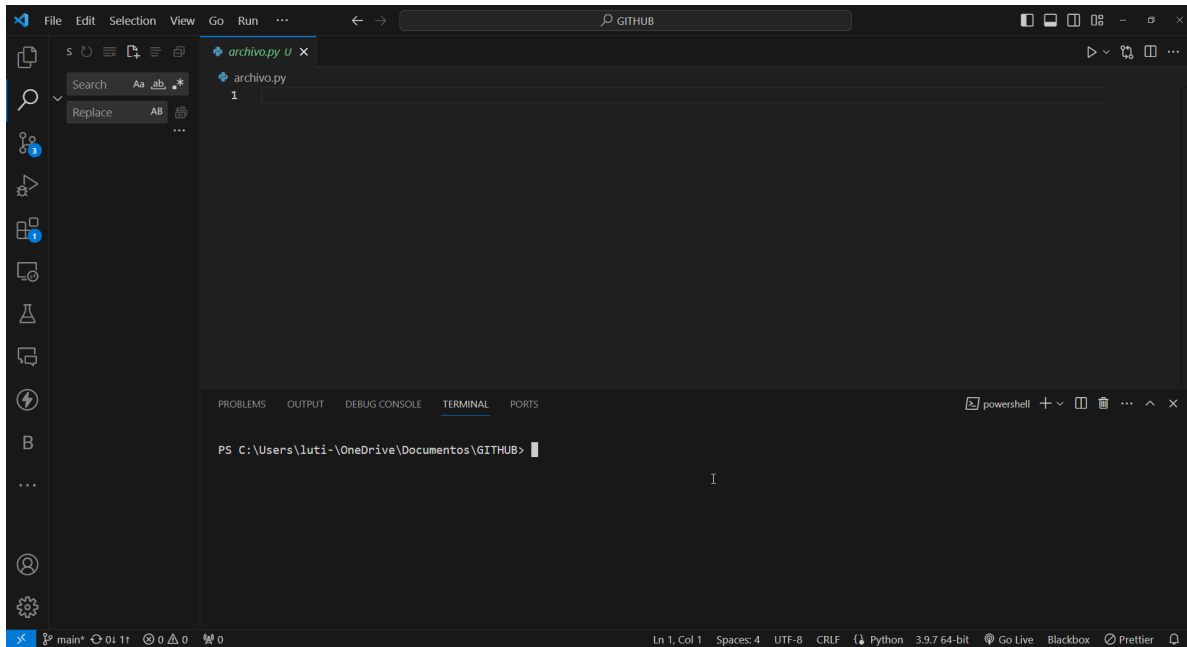 File Edit Selection View Go Run ···
GITHUB
S
archivo.py U
Search Aa ab *
Replace AB
archivo.py
1
3
1
B
PROBLEMS OUTPUT DEBUG CONSOLE TERMINAL PORTS
powershell
PS C:\Users\luti-\OneDrive\Documentos\GITHUB>
main* 0↓ 1↑ 0 0 0 Ln 1, Col 1 Spaces: 4 UTF-8 CRLF Python 3.9.7 64-bit Go Live Blackbox Prettier